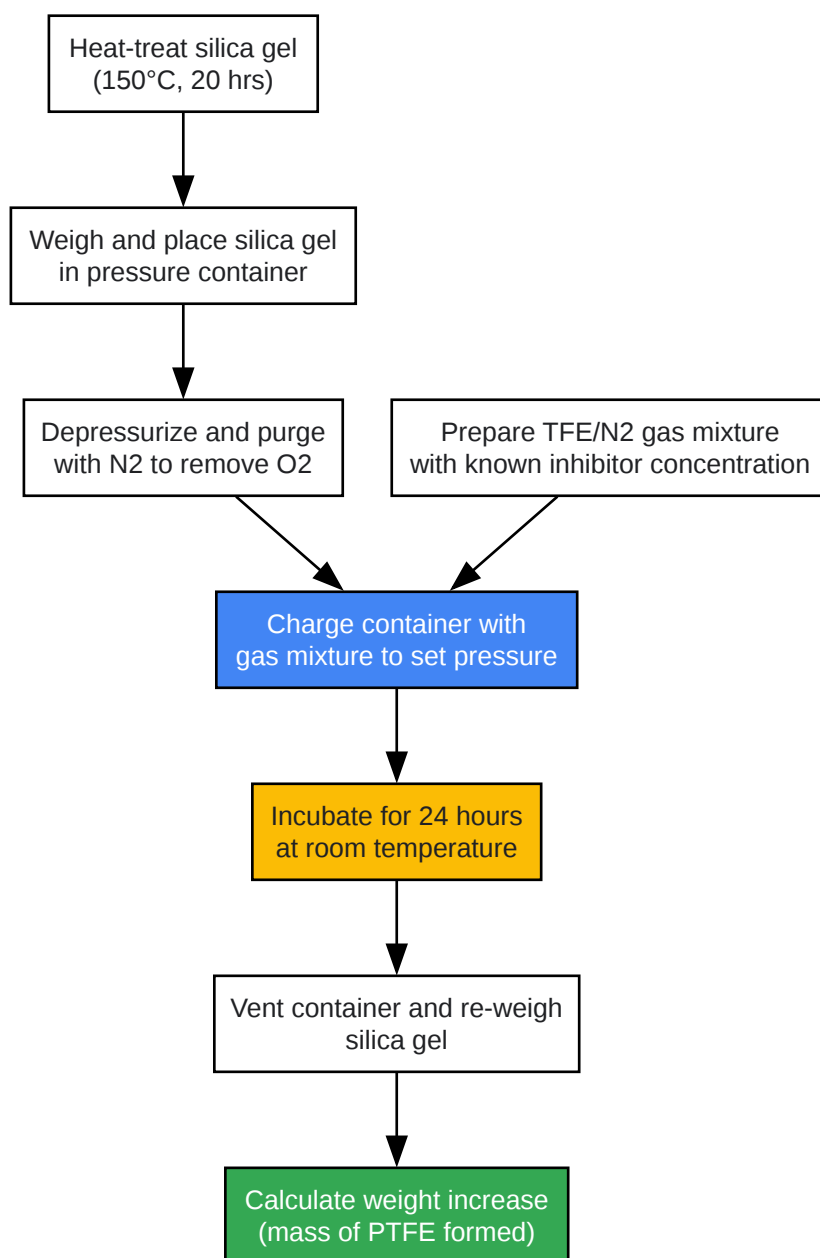 Heat-treat silica gel
(150°C, 20 hrs)
Weigh and place silica gel
in pressure container
Depressurize and purge
with N2 to remove O2
Prepare TFE/N2 gas mixture
with known inhibitor concentration
Charge container with
gas mixture to set pressure
Incubate for 24 hours
at room temperature
Vent container and re-weigh
silica gel
Calculate weight increase
(mass of PTFE formed)